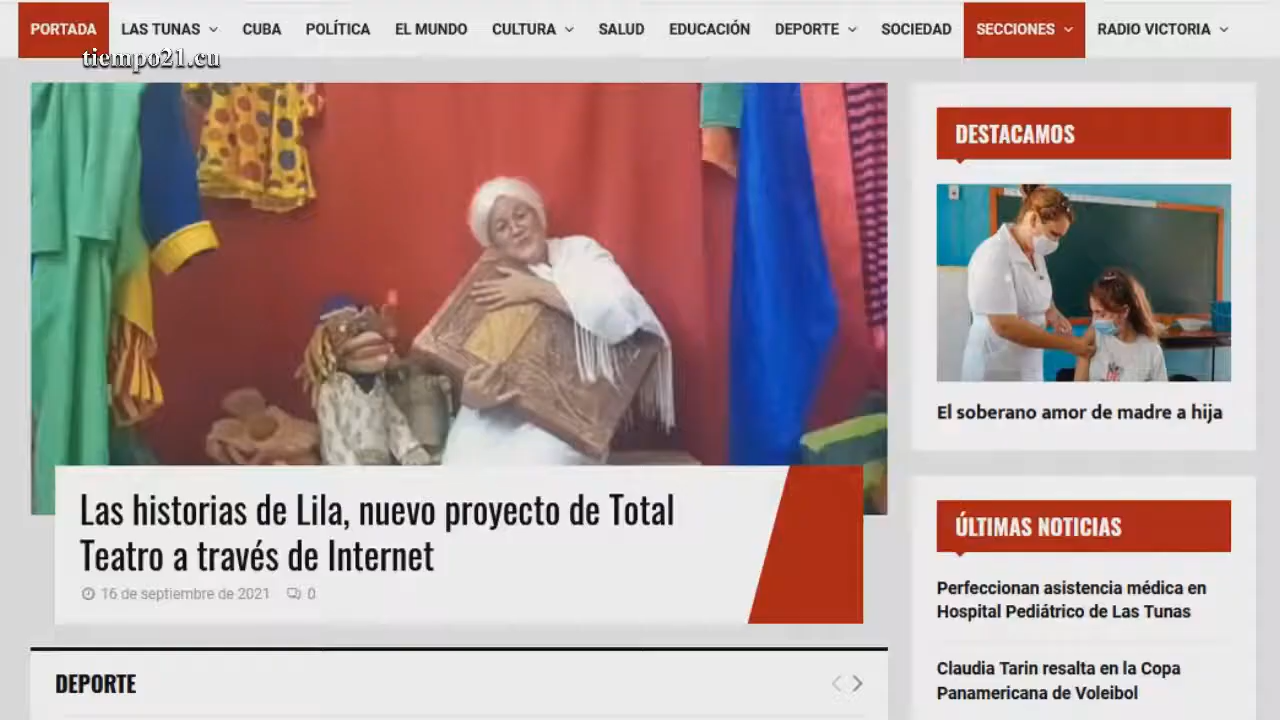 PORTADA LAS TUNAS CUBA POLÍTICA EL MUNDO CULTURA SALUD EDUCACIÓN DEPORTE SOCIEDAD SECCIONES RADIO VICTORIA
tiempo21.cu
Las historias de Lila, nuevo proyecto de Total
Teatro a través de Internet
16 de septiembre de 2021 0
DEPORTE
DESTACAMOS
El soberano amor de madre a hija
ÚLTIMAS NOTICIAS
Perfeccionan asistencia médica en
Hospital Pediátrico de Las Tunas
Claudia Tarin resalta en la Copa
Panamericana de Voleibol